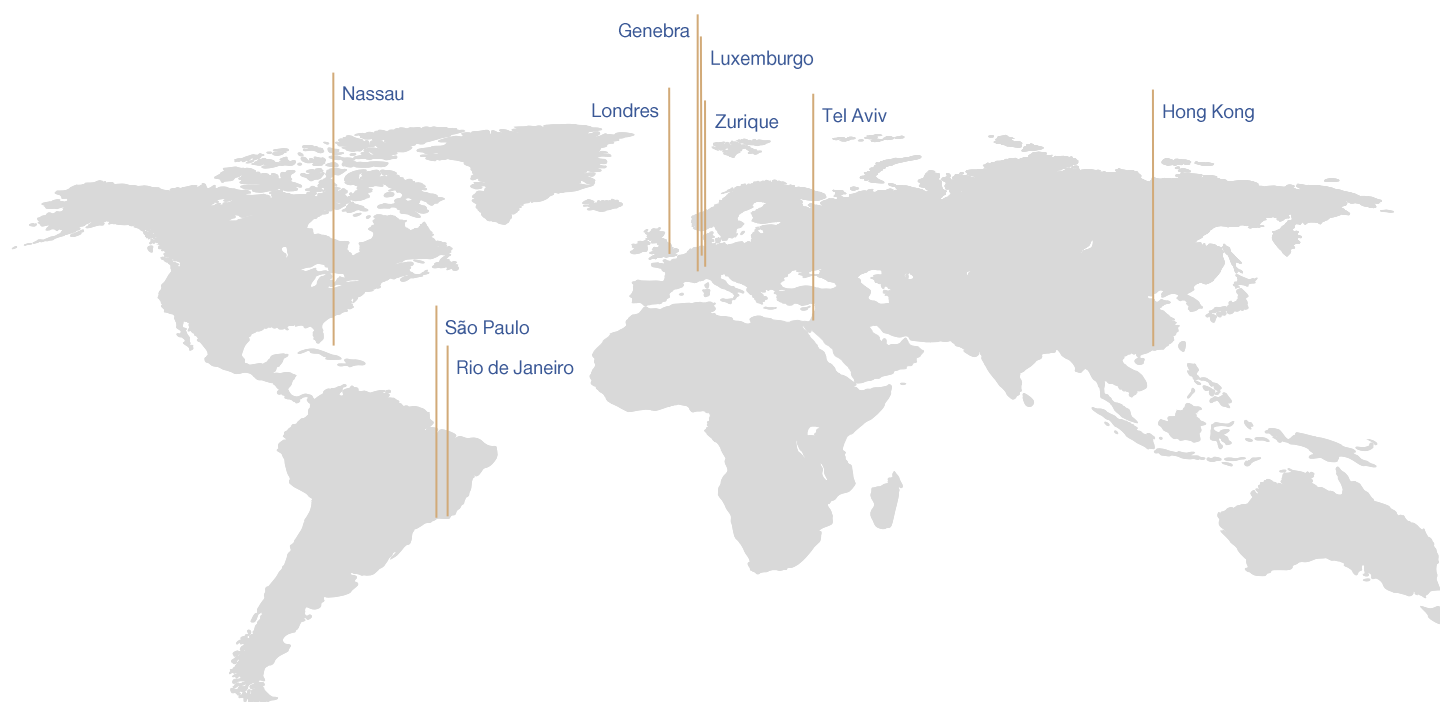 Genebra
Luxemburgo
Nassau
Londres
Zurique
Tel Aviv
Hong Kong
São Paulo
Rio de Janeiro